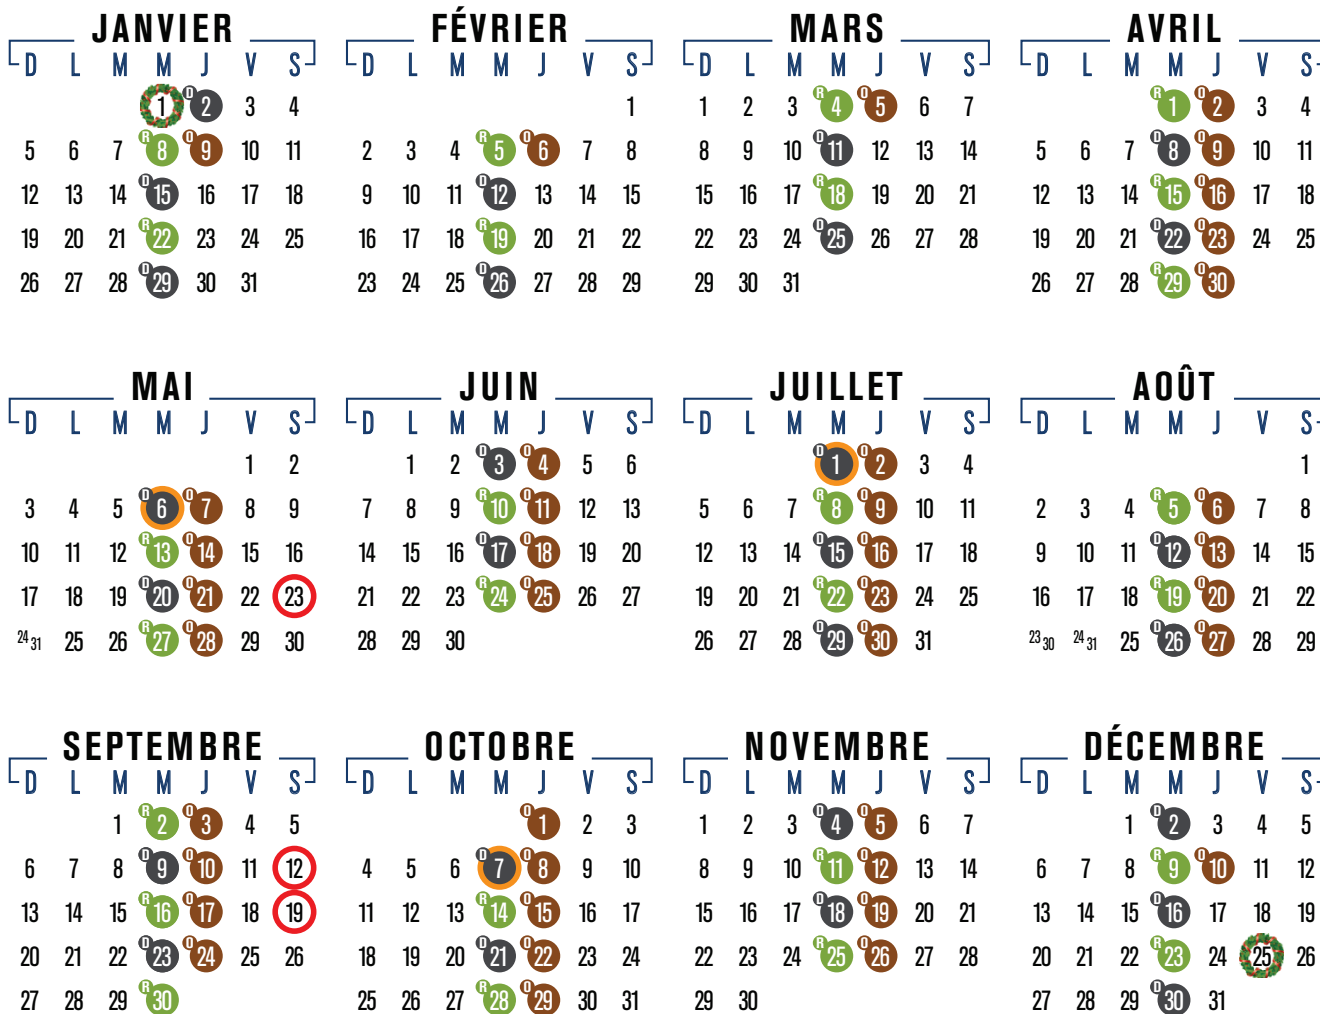 JANVIER
D L M M J V S
1 D 2 3 4
5 6 7 R 8 O 9 10 11
12 13 14 D 15 16 17 18
19 20 21 R 22 23 24 25
26 27 28 D 29 30 31
FÉVRIER
D L M M J V S
1
2 3 4 R 5 O 6 7 8
9 10 11 D 12 13 14 15
16 17 18 R 19 20 21 22
23 24 25 D 26 27 28 29
MARS
D L M M J V S
1 2 3 R 4 O 5 6 7
8 9 10 D 11 12 13 14
15 16 17 R 18 19 20 21
22 23 24 D 25 26 27 28
29 30 31
AVRIL
D L M M J V S
R 1 O 2 3 4
5 6 7 D 8 O 9 10 11
12 13 14 R 15 O 16 17 18
19 20 21 D 22 O 23 24 25
26 27 28 R 29 O 30
MAI
D L M M J V S
1 2
3 4 5 D 6 O 7 8 9
10 11 12 R 13 O 14 15 16
17 18 19 D 20 O 21 22 23
24 31 25 26 R 27 O 28 29 30
JUIN
D L M M J V S
1 2 D 3 O 4 5 6
7 8 9 R 10 O 11 12 13
14 15 16 D 17 O 18 19 20
21 22 23 R 24 O 25 26 27
28 29 30
JUILLET
D L M M J V S
D 1 O 2 3 4
5 6 7 R 8 O 9 10 11
12 13 14 D 15 O 16 17 18
19 20 21 R 22 O 23 24 25
26 27 28 D 29 O 30 31
AOÛT
D L M M J V S
1
2 3 4 R 5 O 6 7 8
9 10 11 D 12 O 13 14 15
16 17 18 R 19 O 20 21 22
23 30 24 31 25 D 26 O 27 28 29
SEPTEMBRE
D L M M J V S
1 R 2 O 3 4 5
6 7 8 D 9 O 10 11 12
13 14 15 R 16 O 17 18 19
20 21 22 D 23 O 24 25 26
27 28 29 R 30
OCTOBRE
D L M M J V S
O 1 2 3
4 5 6 D 7 O 8 9 10
11 12 13 R 14 O 15 16 17
18 19 20 D 21 O 22 23 24
25 26 27 R 28 O 29 30 31
NOVEMBRE
D L M M J V S
1 2 3 D 4 O 5 6 7
8 9 10 R 11 O 12 13 14
15 16 17 D 18 O 19 20 21
22 23 24 R 25 O 26 27 28
29 30
DÉCEMBRE
D L M M J V S
1 D 2 3 4 5
6 7 8 R 9 O 10 11 12
13 14 15 D 16 17 18 19
20 21 22 R 23 24 25 26
27 28 29 D 30 31